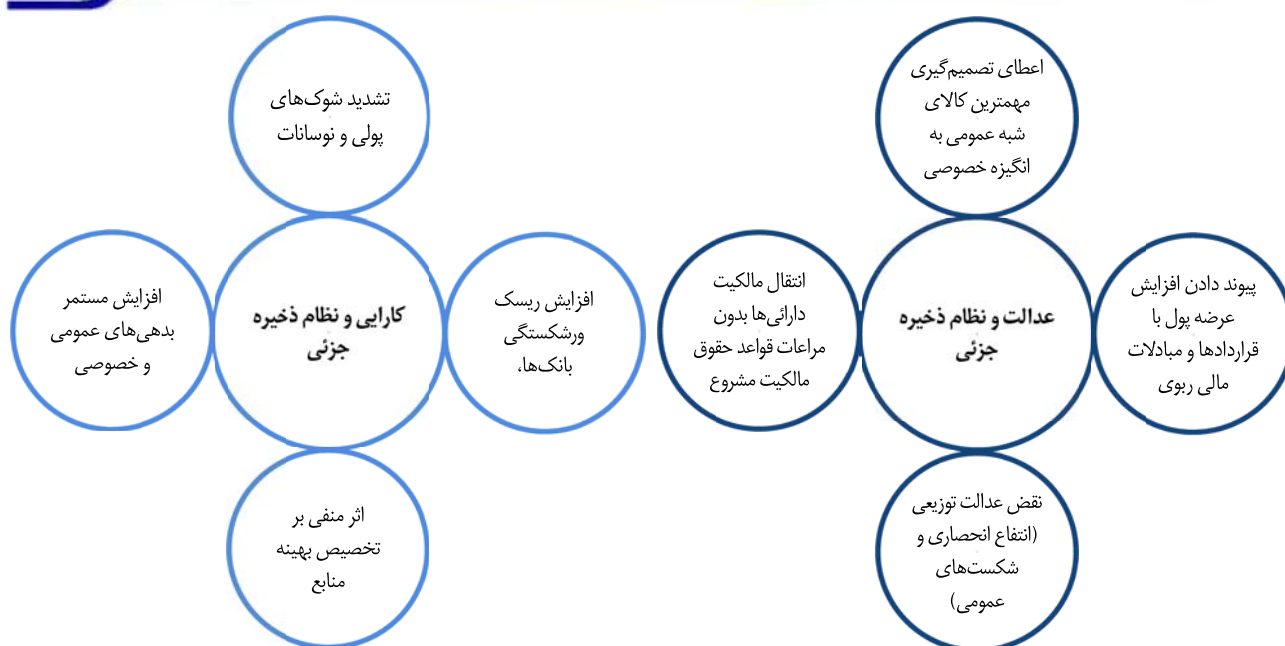 اعطای تصمیم‌گیری
مهمترین کالای
شبه عمومی به
انگیزه خصوصی
پیوند دادن افزایش
عرضه پول با
قراردادها و مبادلات
مالی ربوی
عدالت و نظام ذخیره
جزئی
انتقال مالکیت
دارائی‌ها بدون
مراعات قواعد حقوق
مالکیت مشروع
نقض عدالت توزیعی
(انتفاع انحصاری و
شکست‌های
عمومی)
تشدید شوک‌های
پولی و نوسانات
افزایش ریسک
ورشکستگی
بانک‌ها،
کارایی و نظام ذخیره
جزئی
افزایش مستمر
بدهی‌های عمومی
و خصوصی
اثر منفی بر
تخصیص بهینه
منابع